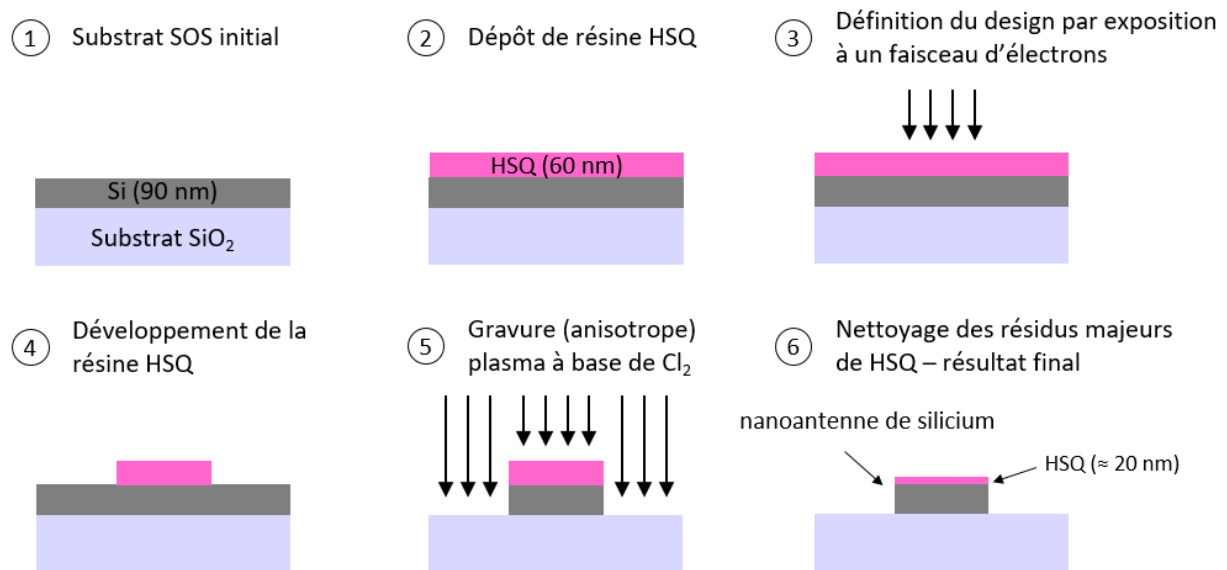 1 Substrat SOS initial
Si (90 nm)
Substrat SiO₂
2 Dépôt de résine HSQ
HSQ (60 nm)
3 Définition du design par exposition
à un faisceau d’électrons
4 Développement de la
résine HSQ
5 Gravure (anisotrope)
plasma à base de Cl₂
6 Nettoyage des résidus majeurs
de HSQ – résultat final
nanoantenne de silicium
HSQ (≈ 20 nm)